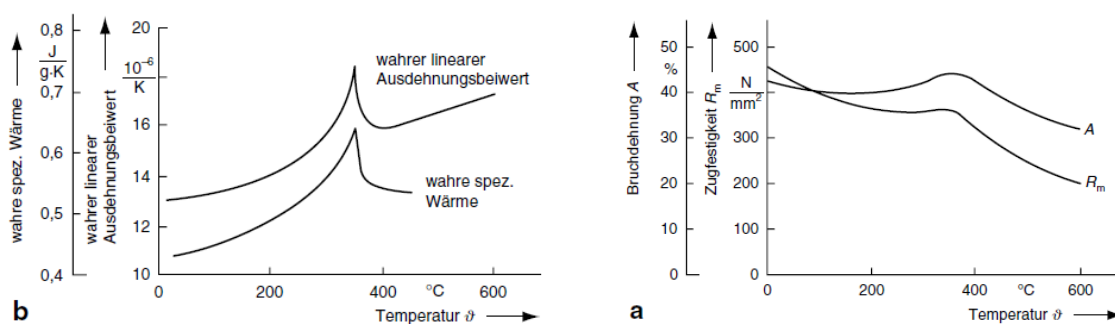 wahre spez. Wärme
0,8
J
g·K
0,7
0,6
0,5
0,4
wahrer linearer
Ausdehnungsbeiwert
20
10⁻⁶
K
18
16
14
12
10
wahrer linearer
Ausdehnungsbeiwert
wahre spez.
Wärme
0 200 400 °C 600
Temperatur ϑ
b
Bruchdehnung A
50
%
40
30
20
10
0
Zugfestigkeit Rm
500
N
mm²
300
200
100
0
A
Rm
0 200 400 °C 600
Temperatur ϑ
a